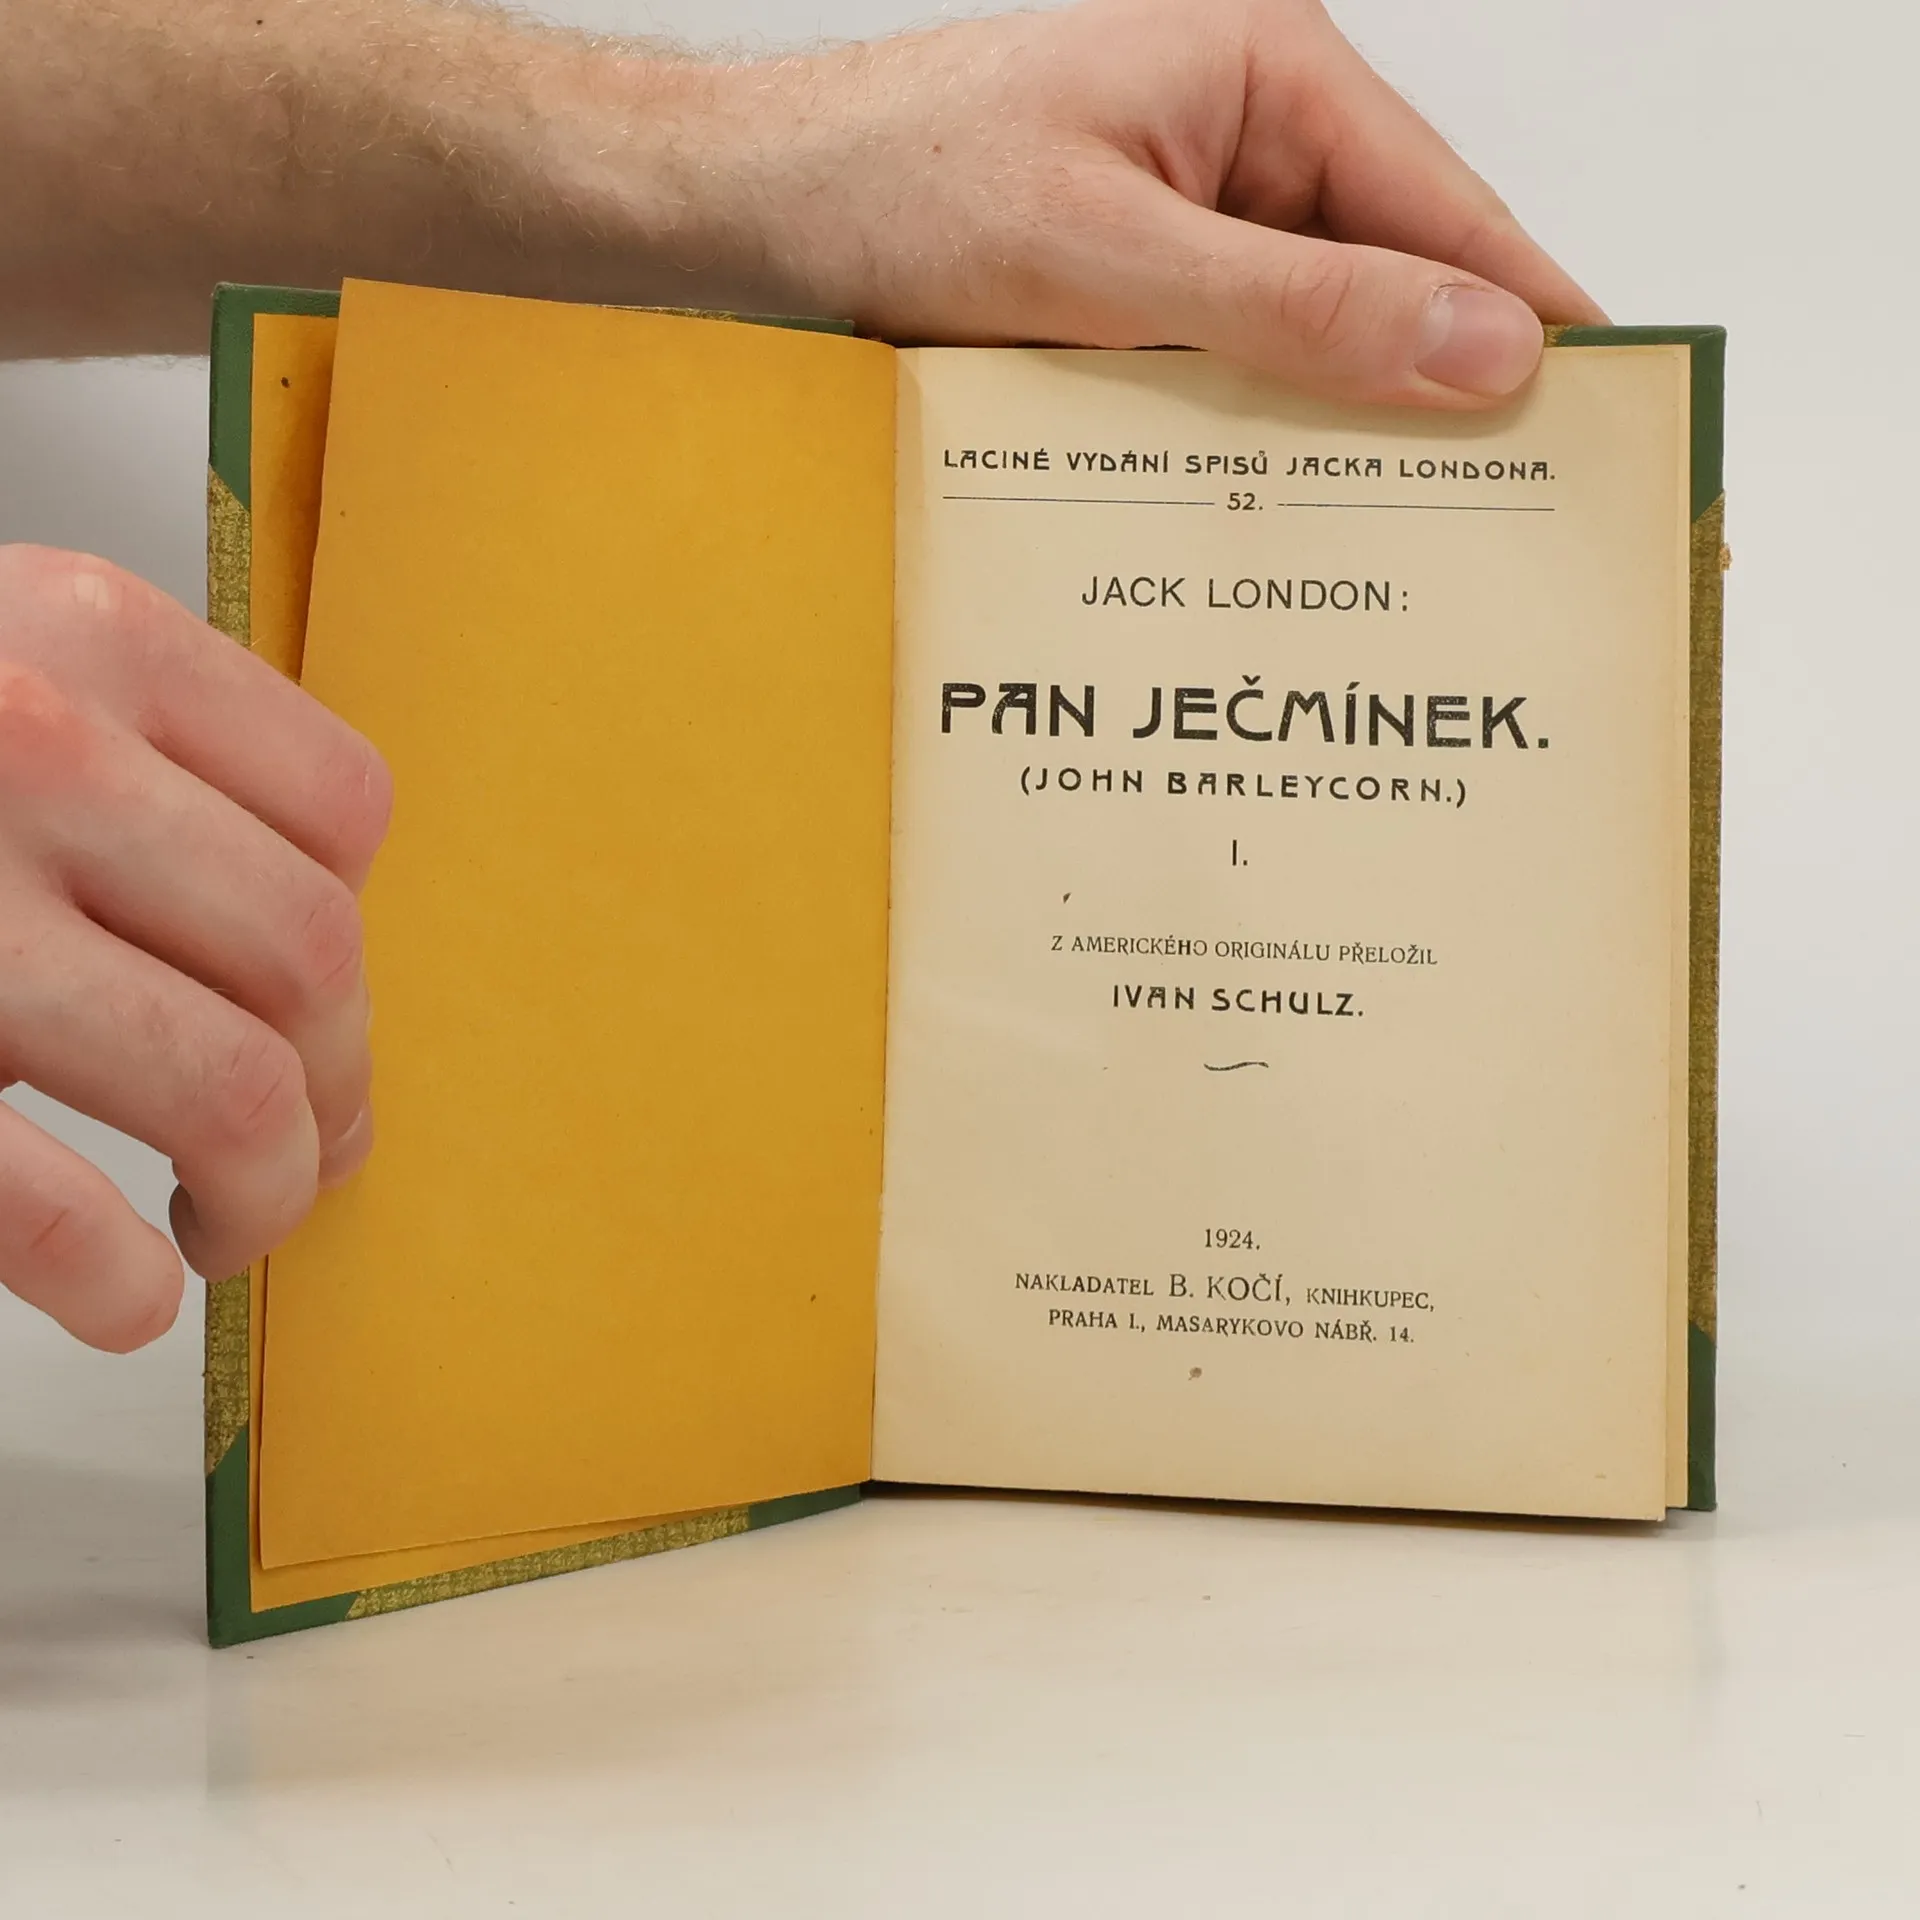 LACINÉ VYDÁNÍ SPISŮ JACKA LONDONA.
52.
JACK LONDON:
PAN JEČMÍNEK.
(JOHN BARLEYCORN.)
I.
Z AMERICKÉHO ORIGINÁLU PŘELOŽIL
IVAN SCHULZ.
1924.
NAKLADATEL B. KOČÍ, KNIHKUPEC,
PRAHA I., MASARYKOVO NÁBŘ. 14.